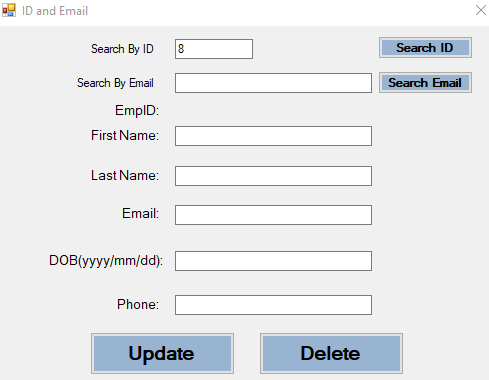 ID and Email
Search By ID 8 Search ID
Search By Email Search Email
EmpID:
First Name:
Last Name:
Email:
DOB(yyyy/mm/dd):
Phone:
Update Delete